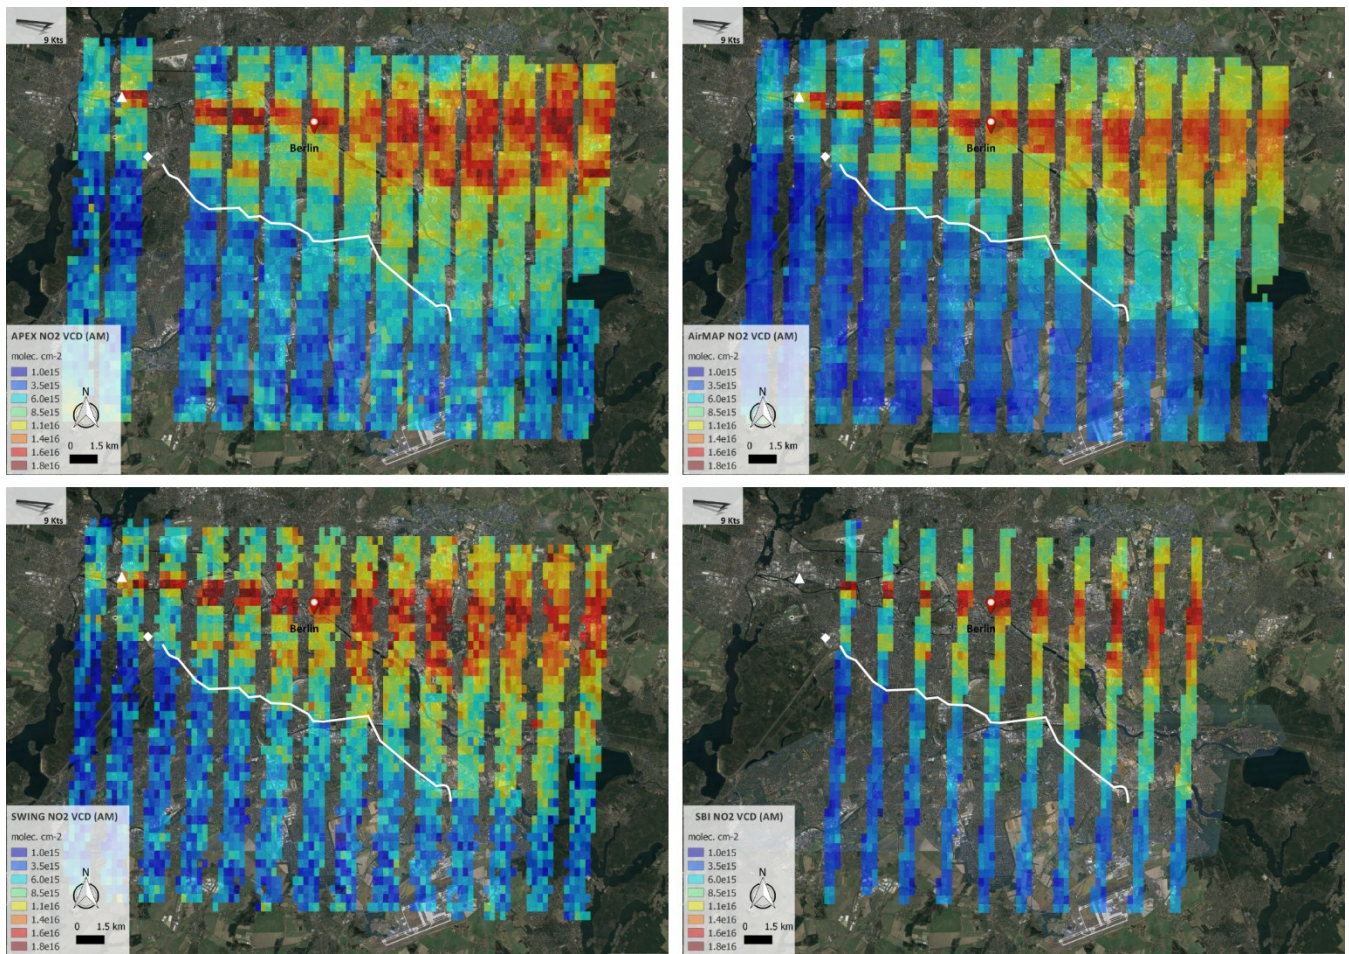 9 Kts
Berlin
APEX NO2 VCD (AM)
molec. cm-2
1.0e15
3.5e15
6.0e15
8.5e15
1.1e16
1.4e16
1.6e16
1.8e16
N
0 1.5 km
9 Kts
Berlin
AirMAP NO2 VCD (AM)
molec. cm-2
1.0e15
3.5e15
6.0e15
8.5e15
1.1e16
1.4e16
1.6e16
1.8e16
N
0 1.5 km
9 Kts
Berlin
SWING NO2 VCD (AM)
molec. cm-2
1.0e15
3.5e15
6.0e15
8.5e15
1.1e16
1.4e16
1.6e16
1.8e16
N
0 1.5 km
9 Kts
Berlin
SBI NO2 VCD (AM)
molec. cm-2
1.0e15
3.5e15
6.0e15
8.5e15
1.1e16
1.4e16
1.6e16
1.8e16
N
0 1.5 km